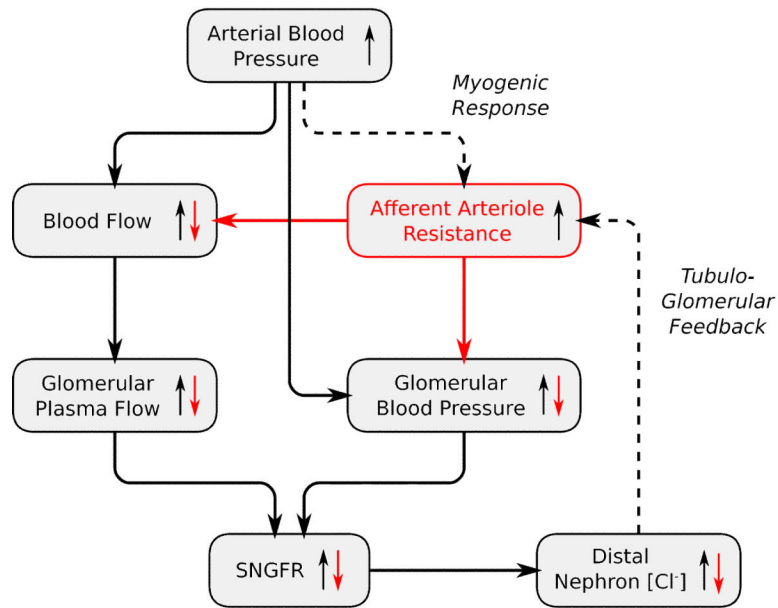 Arterial Blood
Pressure
Myogenic
Response
Blood Flow
Afferent Arteriole
Resistance
Tubulo-
Glomerular
Feedback
Glomerular
Plasma Flow
Glomerular
Blood Pressure
SNGFR
Distal
Nephron [Cl⁻]